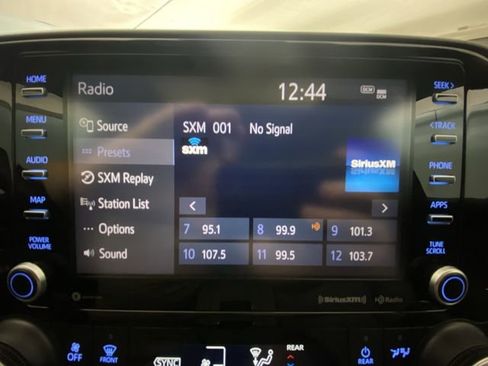 Radio 12:44 DCM
DCM
HOME
MENU
AUDIO
MAP
POWER
VOLUME
Source
Presets
SXM Replay
Station List
Options
Sound
SXM 001 No Signal
sxm
SiriusXM
7 95.1 8 99.9 9 101.3
10 107.5 11 99.5 12 103.7
SEEK >
< TRACK
PHONE
APPS
TUNE
SCROLL
SiriusXM HD Radio
OFF
FRONT
SYNC
REAR
REAR